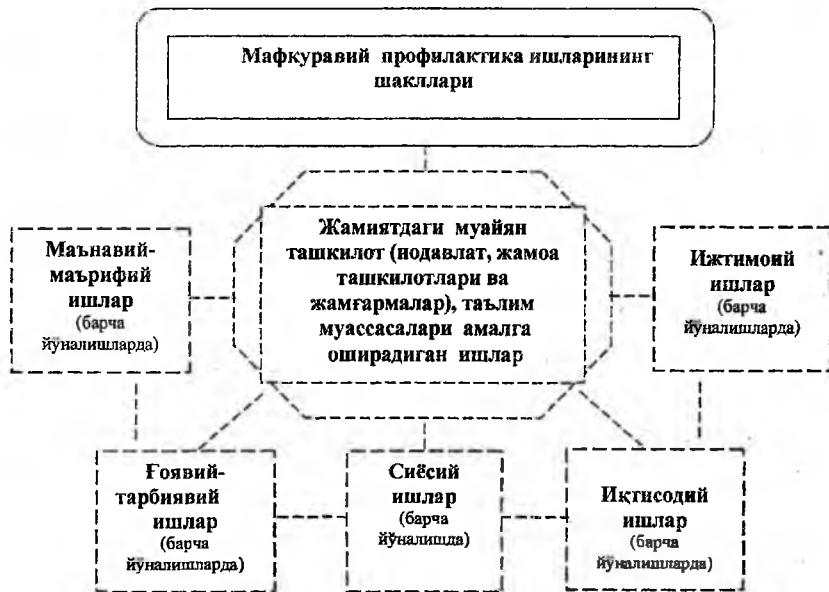 Мафкуравий профилактика ишларининг
шакллари
Жамиятдаги муайян
ташкилот (нодавлат, жамоа
ташкилотлари ва
жамғармалар), таълим
муассасалари амалга
оширадиган ишлар
Маънавий-
маърифий
ишлар
(барча
йўналишларда)
Ижтимоий
ишлар
(барча
йўналишларда)
Ғоявий-
тарбиявий
ишлар
(барча
йўналишларда)
Сиёсий
ишлар
(барча
йўналишда)
Иқтисодий
ишлар
(барча
йўналишларда)